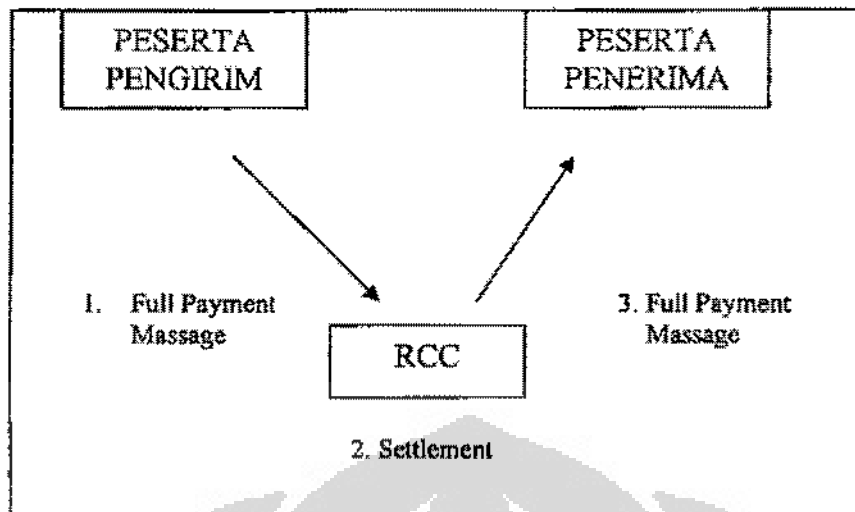 PESERTA
PENGIRIM
PESERTA
PENERIMA
1. Full Payment
Massage
3. Full Payment
Massage
RCC
2. Settlement